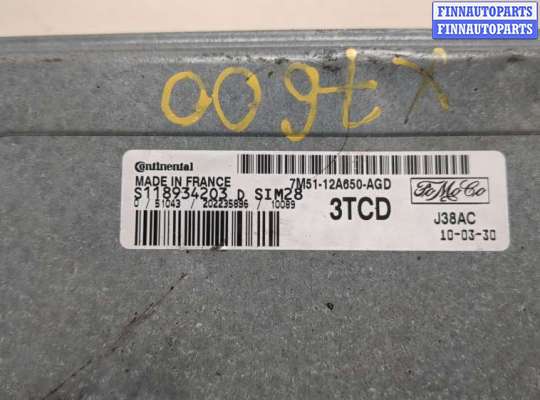 FINNAUTOPARTS
FINNAUTOPARTS
Continental
MADE IN FRANCE
7M51-12A650-AGD
FoMoCo
S118934203 D SIM28
0 / 51043 / 202235896 / 10089
3TCD
J38AC
10-03-30